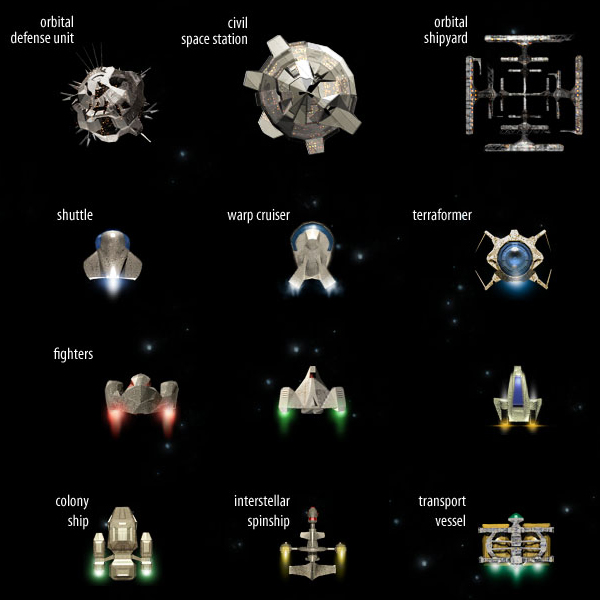 orbital
defense unit
civil
space station
orbital
shipyard
shuttle
warp cruiser
terraformer
fighters
colony
ship
interstellar
spinship
transport
vessel